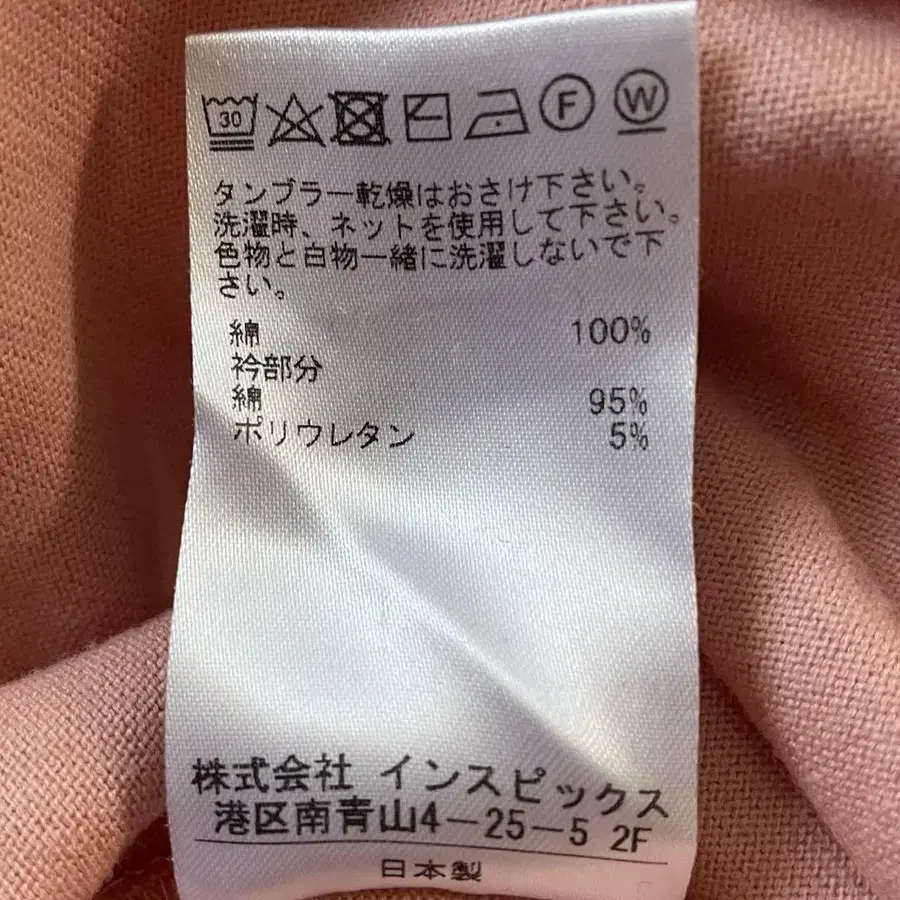 30 F W
タンブラー乾燥はおさけ下さい。
洗濯時、ネットを使用して下さい。
色物と白物一緒に洗濯しないで下
さい。
綿 100%
衿部分
綿 95%
ポリウレタン 5%
株式会社 インスピックス
港区南青山4-25-5 2F
日本製